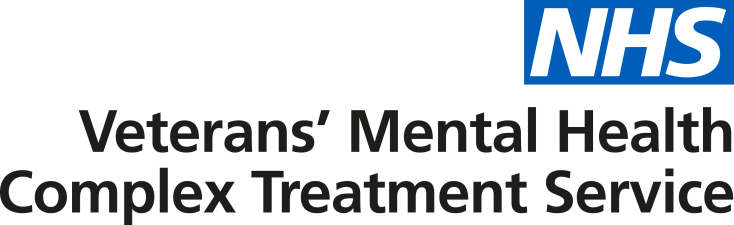 NHS
Veterans’ Mental Health
Complex Treatment Service